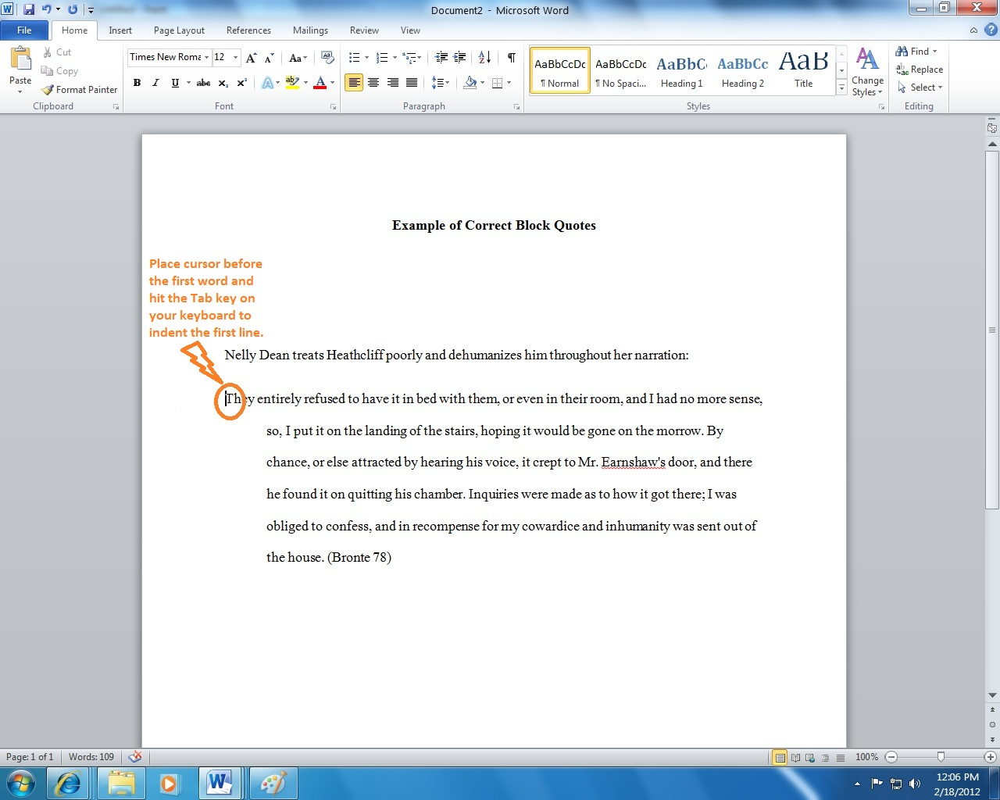 Document2 - Microsoft Word
File Home Insert Page Layout References Mailings Review View
Paste
Cut
Copy
Format Painter
Clipboard
Times New Roma 12
Font
Paragraph
AaBbCcDc AaBbCcDc AaBbC AaBbCc AaB
¶ Normal ¶ No Spaci... Heading 1 Heading 2 Title
Change Styles
Styles
Find
Replace
Select
Editing
Example of Correct Block Quotes
Place cursor before
the first word and
hit the Tab key on
your keyboard to
indent the first line.
Nelly Dean treats Heathcliff poorly and dehumanizes him throughout her narration:
They entirely refused to have it in bed with them, or even in their room, and I had no more sense,
so, I put it on the landing of the stairs, hoping it would be gone on the morrow. By
chance, or else attracted by hearing his voice, it crept to Mr. Earnshaw's door, and there
he found it on quitting his chamber. Inquiries were made as to how it got there; I was
obliged to confess, and in recompense for my cowardice and inhumanity was sent out of
the house. (Bronte 78)
Page: 1 of 1 Words: 109 100%
12:06 PM
2/18/2012